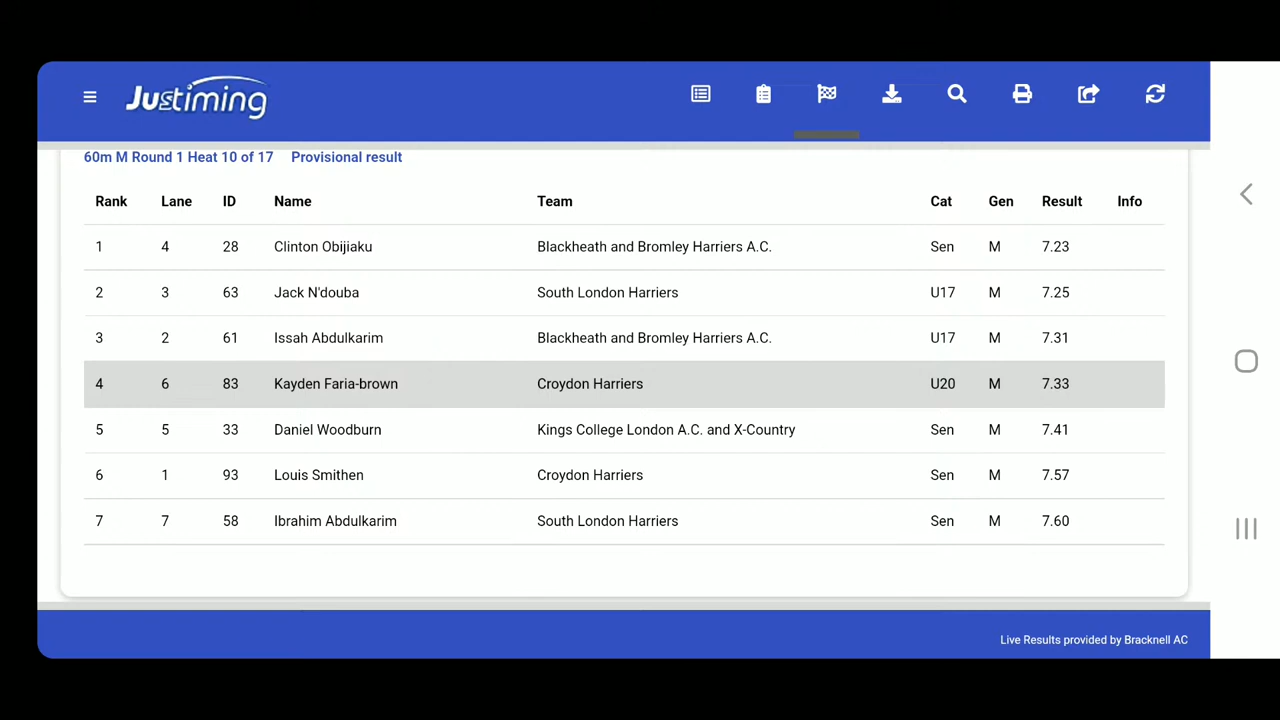 Justiming
60m M Round 1 Heat 10 of 17 Provisional result
Rank Lane ID Name Team Cat Gen Result Info
1 4 28 Clinton Obijiaku Blackheath and Bromley Harriers A.C. Sen M 7.23
2 3 63 Jack N'douba South London Harriers U17 M 7.25
3 2 61 Issah Abdulkarim Blackheath and Bromley Harriers A.C. U17 M 7.31
4 6 83 Kayden Faria-brown Croydon Harriers U20 M 7.33
5 5 33 Daniel Woodburn Kings College London A.C. and X-Country Sen M 7.41
6 1 93 Louis Smithen Croydon Harriers Sen M 7.57
7 7 58 Ibrahim Abdulkarim South London Harriers Sen M 7.60
Live Results provided by Bracknell AC